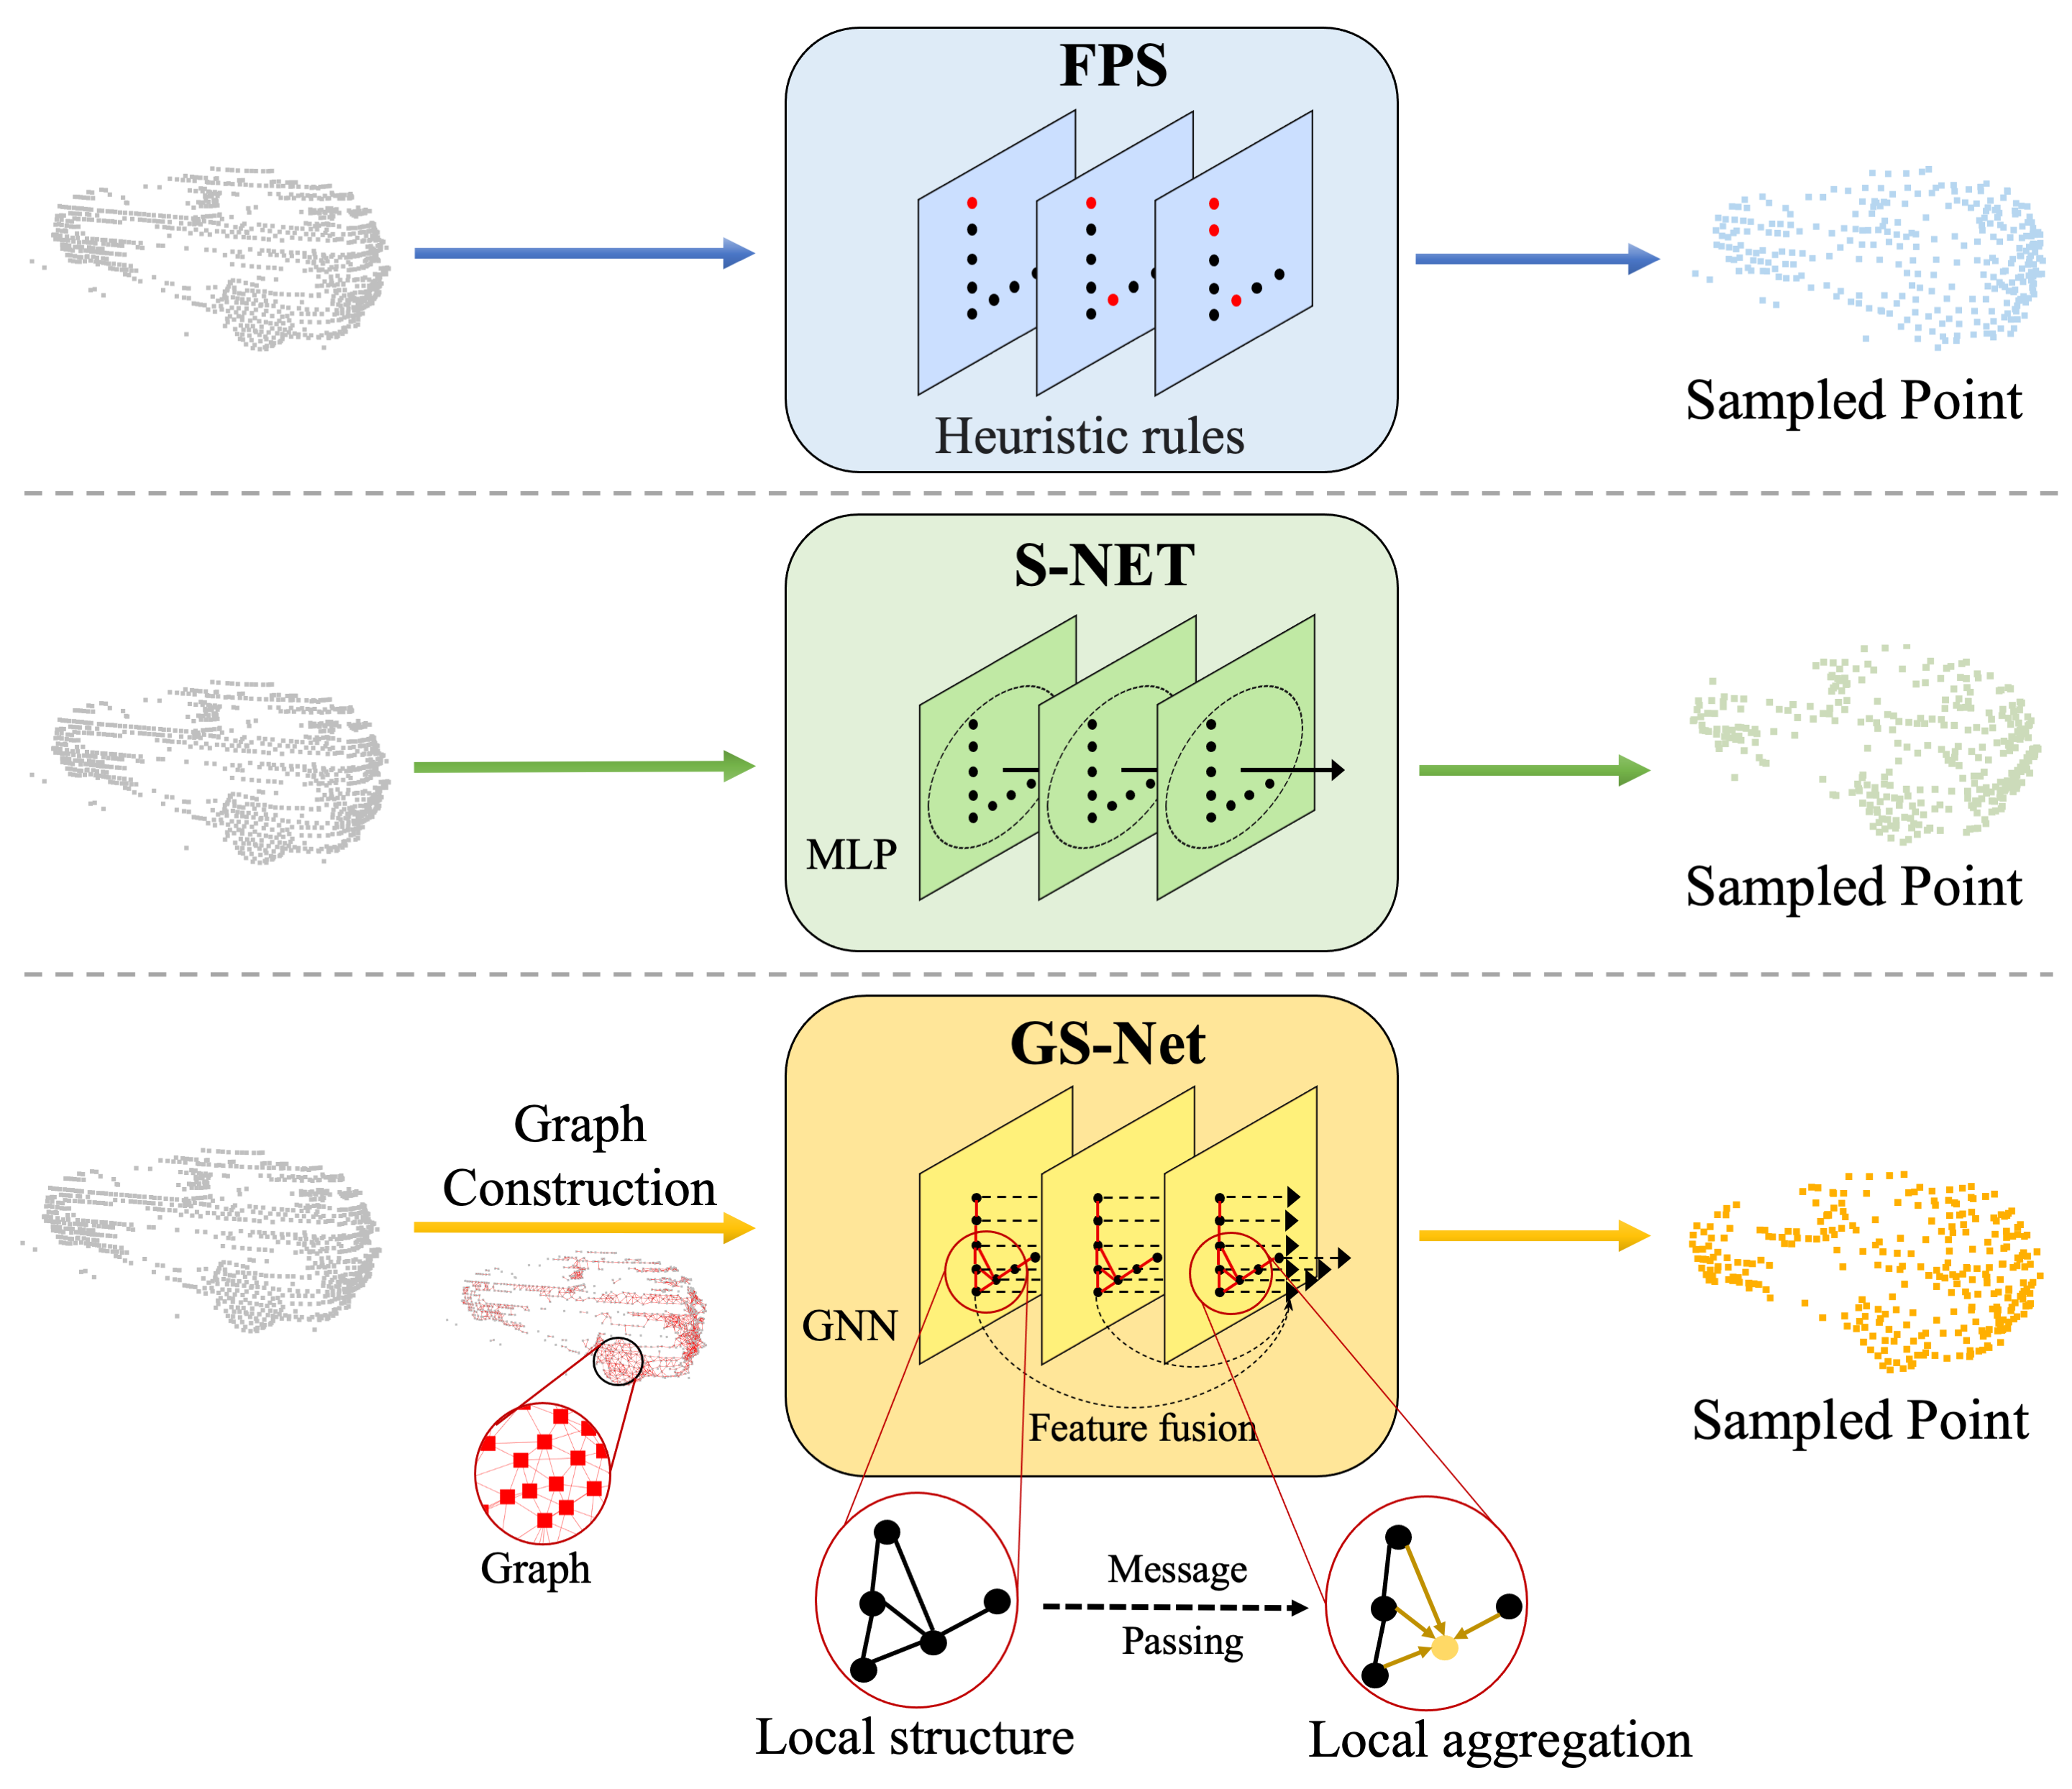 FPS
Heuristic rules
Sampled Point
S-NET
MLP
Sampled Point
GS-Net
Graph
Construction
GNN
Feature fusion
Sampled Point
Graph
Message
Passing
Local structure
Local aggregation